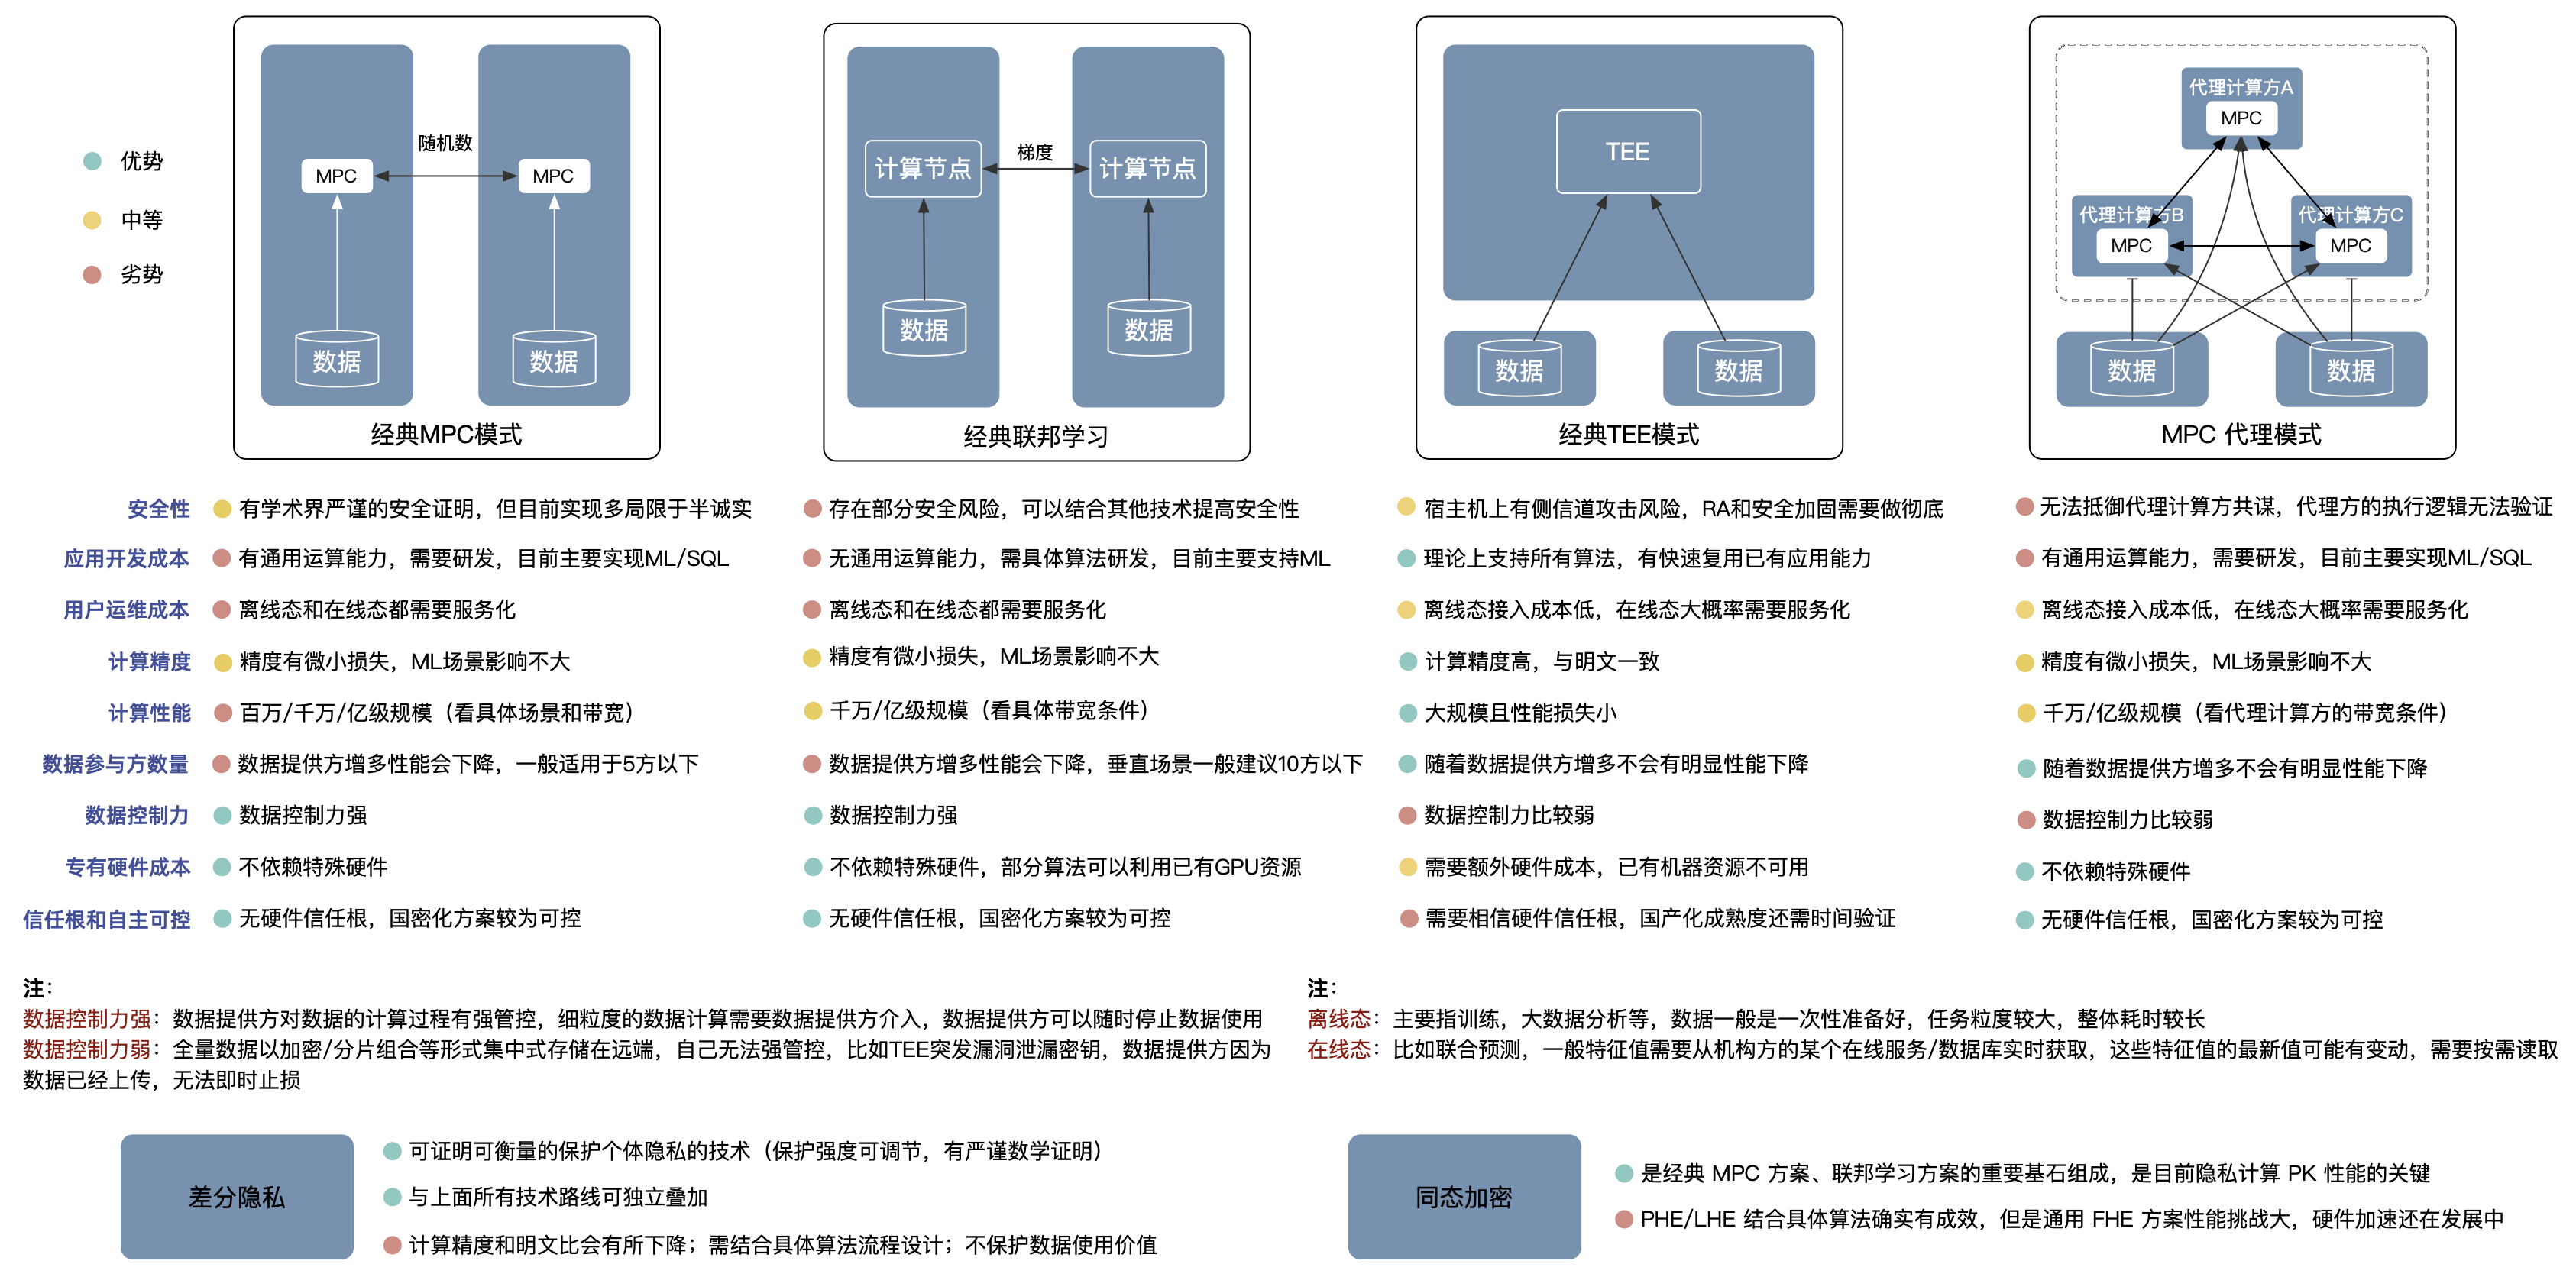 优势
中等
劣势
MPC
随机数
MPC
数据
数据
经典MPC模式
计算节点
梯度
计算节点
数据
数据
经典联邦学习
TEE
数据
数据
经典TEE模式
代理计算方A
MPC
代理计算方B
MPC
代理计算方C
MPC
数据
数据
MPC 代理模式
安全性
有学术界严谨的安全证明，但目前实现多局限于半诚实
存在部分安全风险，可以结合其他技术提高安全性
宿主机上有侧信道攻击风险，RA和安全加固需要做彻底
无法抵御代理计算方共谋，代理方的执行逻辑无法验证
应用开发成本
有通用运算能力，需要研发，目前主要实现ML/SQL
无通用运算能力，需具体算法研发，目前主要支持ML
理论上支持所有算法，有快速复用已有应用能力
有通用运算能力，需要研发，目前主要实现ML/SQL
用户运维成本
离线态和在线态都需要服务化
离线态和在线态都需要服务化
离线态接入成本低，在线态大概率需要服务化
离线态接入成本低，在线态大概率需要服务化
计算精度
精度有微小损失，ML场景影响不大
精度有微小损失，ML场景影响不大
计算精度高，与明文一致
精度有微小损失，ML场景影响不大
计算性能
百万/千万/亿级规模（看具体场景和带宽）
千万/亿级规模（看具体带宽条件）
大规模且性能损失小
千万/亿级规模（看代理计算方的带宽条件）
数据参与方数量
数据提供方增多性能会下降，一般适用于5方以下
数据提供方增多性能会下降，垂直场景一般建议10方以下
随着数据提供方增多不会有明显性能下降
随着数据提供方增多不会有明显性能下降
数据控制力
数据控制力强
数据控制力强
数据控制力比较弱
数据控制力比较弱
专有硬件成本
不依赖特殊硬件
不依赖特殊硬件，部分算法可以利用已有GPU资源
需要额外硬件成本，已有机器资源不可用
不依赖特殊硬件
信任根和自主可控
无硬件信任根，国密化方案较为可控
无硬件信任根，国密化方案较为可控
需要相信硬件信任根，国产化成熟度还需时间验证
无硬件信任根，国密化方案较为可控
注：
数据控制力强：数据提供方对数据的计算过程有强管控，细粒度的数据计算需要数据提供方介入，数据提供方可以随时停止数据使用
数据控制力弱：全量数据以加密/分片组合等形式集中式存储在远端，自己无法强管控，比如TEE突发漏洞泄漏密钥，数据提供方因为
数据已经上传，无法即时止损
注：
离线态：主要指训练，大数据分析等，数据一般是一次性准备好，任务粒度较大，整体耗时较长
在线态：比如联合预测，一般特征值需要从机构方的某个在线服务/数据库实时获取，这些特征值的最新值可能有变动，需要按需读取
差分隐私
可证明可衡量的保护个体隐私的技术（保护强度可调节，有严谨数学证明）
与上面所有技术路线可独立叠加
计算精度和明文比会有所下降；需结合具体算法流程设计；不保护数据使用价值
同态加密
是经典 MPC 方案、联邦学习方案的重要基石组成，是目前隐私计算 PK 性能的关键
PHE/LHE 结合具体算法确实有成效，但是通用 FHE 方案性能挑战大，硬件加速还在发展中